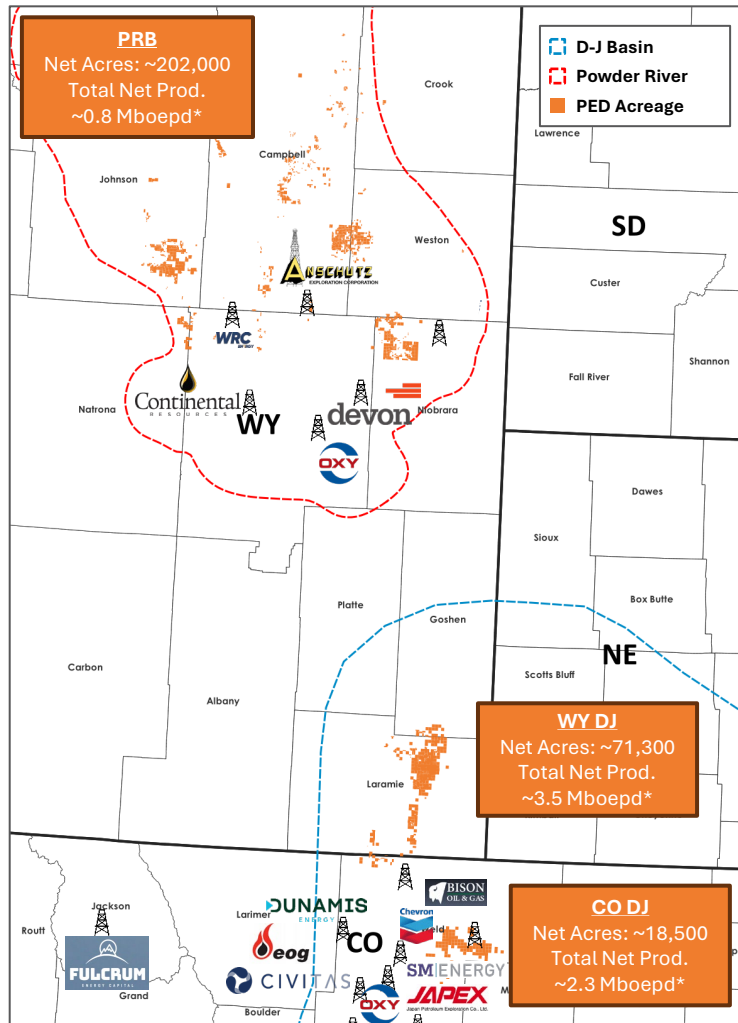 PRB
Net Acres: ~202,000
Total Net Prod.
~0.8 Mboepd*
D-J Basin
Powder River
PED Acreage
Crook
Lawrence
Campbell
Johnson
SD
Weston
Custer
ANSCHUTZ
EXPLORATION CORPORATION
WRC
Shannon
Fall River
Continental
RESOURCES
Natrona
WY
devon
Niobrara
OXY
Dawes
Sioux
Box Butte
Platte
Goshen
NE
Scotts Bluff
Carbon
Albany
WY DJ
Net Acres: ~71,300
Total Net Prod.
~3.5 Mboepd*
Laramie
BISON
OIL & GAS
CO DJ
Net Acres: ~18,500
Total Net Prod.
~2.3 Mboepd*
Jackson
DUNAMIS
ENERGY
Larimer
Chevron
Routt
eog
CO
FULCRUM
ENERGY CAPITAL
SM ENERGY
CIVITAS
Grand
OXY
JAPEX
Japan Petroleum Exploration Co., Ltd.
Boulder